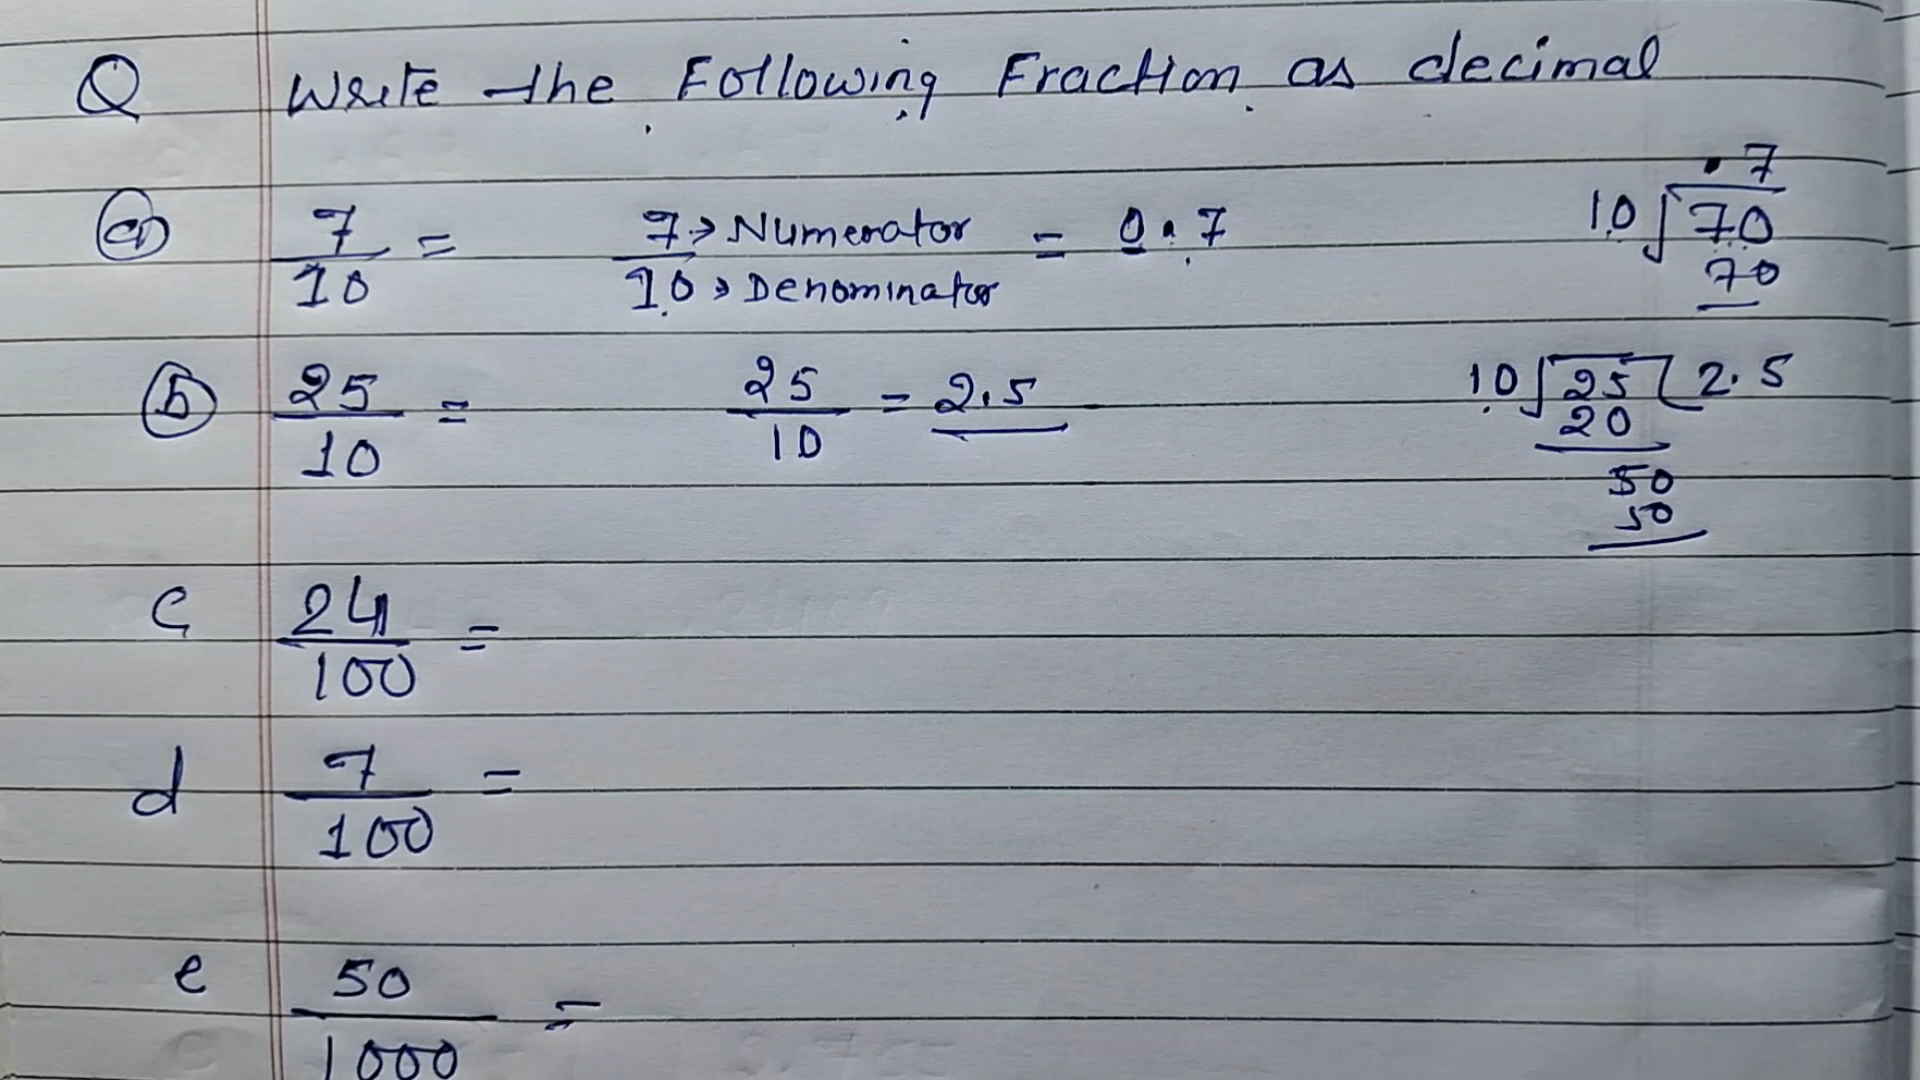 Q Write the Following Fraction as decimal
(a) 7/10 = 7 → Numerator / 10 → Denominator = 0.7
.7
10 70
70
(b) 25/10 = 25/10 = 2.5
10 25 2.5
20
50
50
c 24/100 =
d 7/100 =
e 50/1000 =